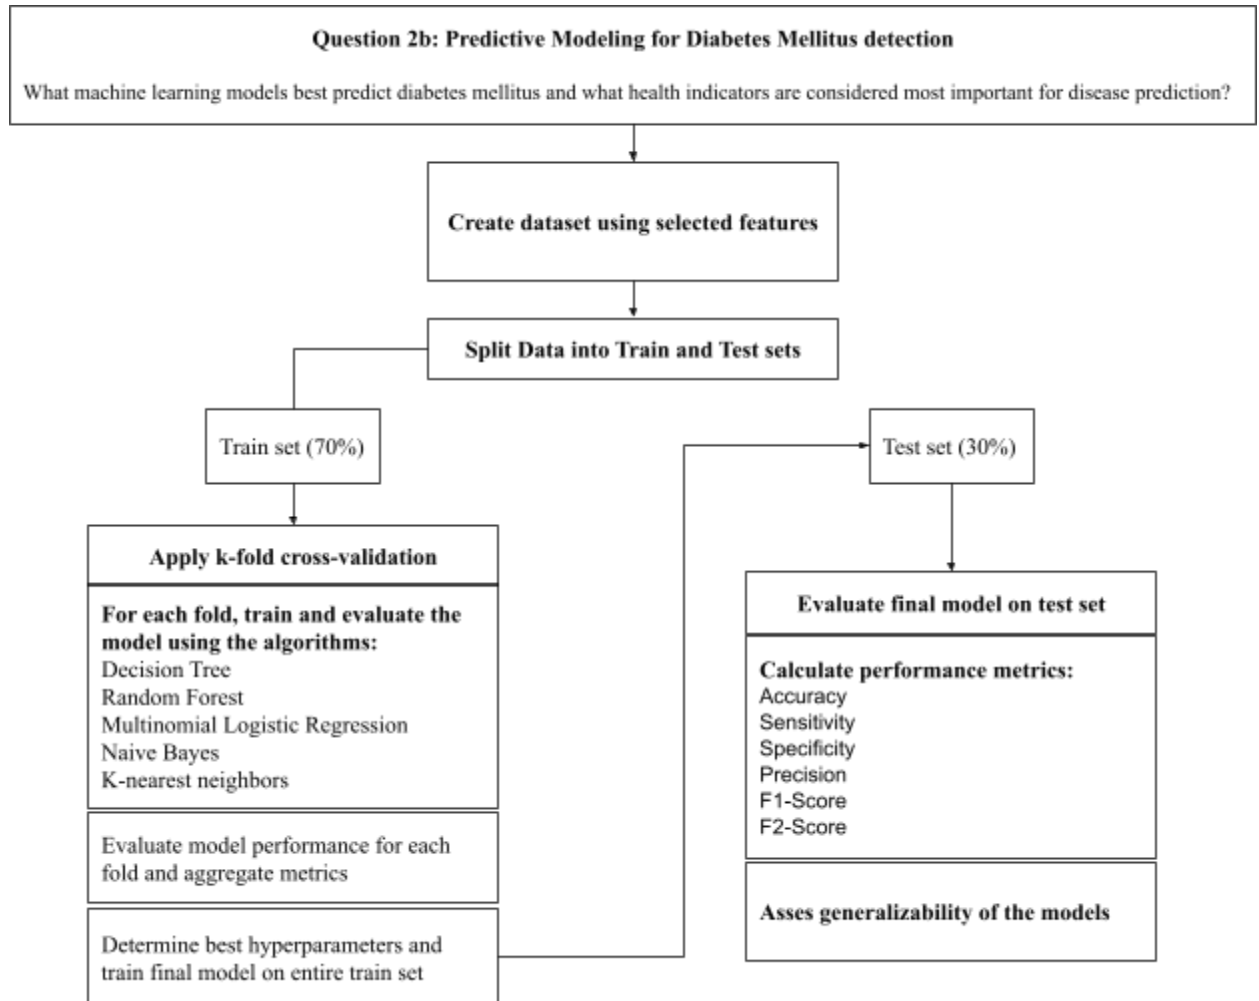 Question 2b: Predictive Modeling for Diabetes Mellitus detection
What machine learning models best predict diabetes mellitus and what health indicators are considered most important for disease prediction?
Create dataset using selected features
Split Data into Train and Test sets
Train set (70%)
Test set (30%)
Apply k-fold cross-validation
For each fold, train and evaluate the
model using the algorithms:
Decision Tree
Random Forest
Multinomial Logistic Regression
Naive Bayes
K-nearest neighbors
Evaluate model performance for each
fold and aggregate metrics
Determine best hyperparameters and
train final model on entire train set
Evaluate final model on test set
Calculate performance metrics:
Accuracy
Sensitivity
Specificity
Precision
F1-Score
F2-Score
Asses generalizability of the models